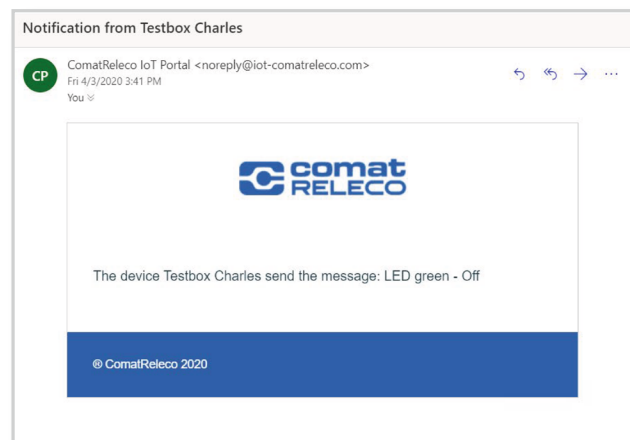 Notification from Testbox Charles
CP
ComatReleco IoT Portal <noreply@iot-comatreleco.com>
Fri 4/3/2020 3:41 PM
You
comat
RELECO
The device Testbox Charles send the message: LED green - Off
® ComatReleco 2020